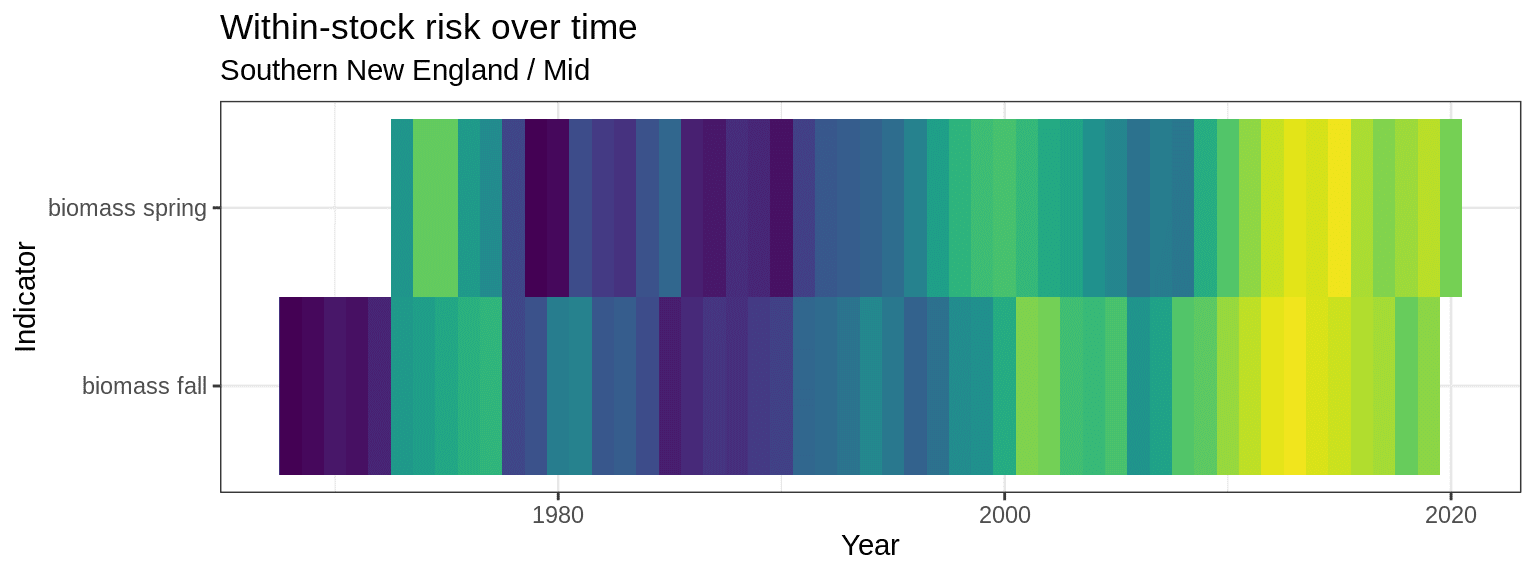 Within-stock risk over time
Southern New England / Mid
Indicator
biomass spring
biomass fall
1980
2000
2020
Year